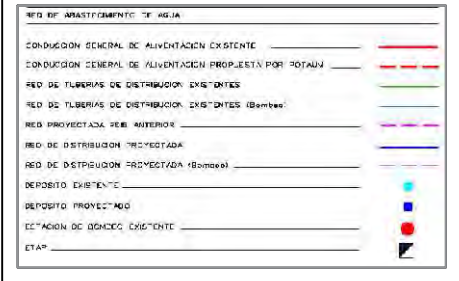 RED DE ABASTECIMIENTO DE AGUA
CONDUCCION GENERAL DE ALIMENTACION EXISTENTE
CONDUCCION GENERAL DE ALIMENTACION PROPUESTA POR POTAUM
RED DE TUBERIAS DE DISTRIBUCION EXISTENTES
RED DE TUBERIAS DE DISTRIBUCION EXISTENTES (Bombeo)
RED PROYECTADA ANTERIOR
RED DE DISTRIBUCION PROYECTADA
RED DE DISTRIBUCION PROYECTADA (Bombeo)
DEPOSITO EXISTENTE
DEPOSITO PROYECTADO
ESTACION DE BOMBEO EXISTENTE
ETAP